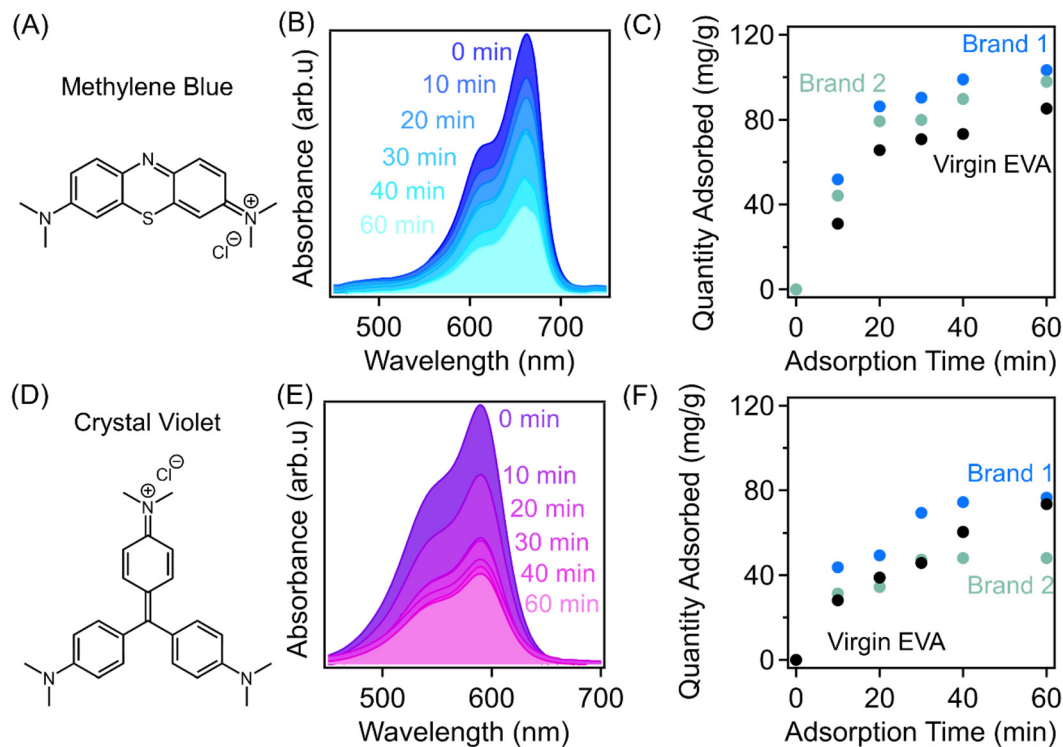 (A)
Methylene Blue
N
N
S
N
⊕
Cl⊖
(B)
Absorbance (arb.u)
0 min
10 min
20 min
30 min
40 min
60 min
500
600
700
Wavelength (nm)
(C)
Quantity Adsorbed (mg/g)
120
80
40
0
Brand 1
Brand 2
Virgin EVA
0
20
40
60
Adsorption Time (min)
(D)
Crystal Violet
Cl⊖
⊕
N
N
N
(E)
Absorbance (arb.u)
0 min
10 min
20 min
30 min
40 min
60 min
500
600
700
Wavelength (nm)
(F)
Quantity Adsorbed (mg/g)
120
80
40
0
Brand 1
Brand 2
Virgin EVA
0
20
40
60
Adsorption Time (min)